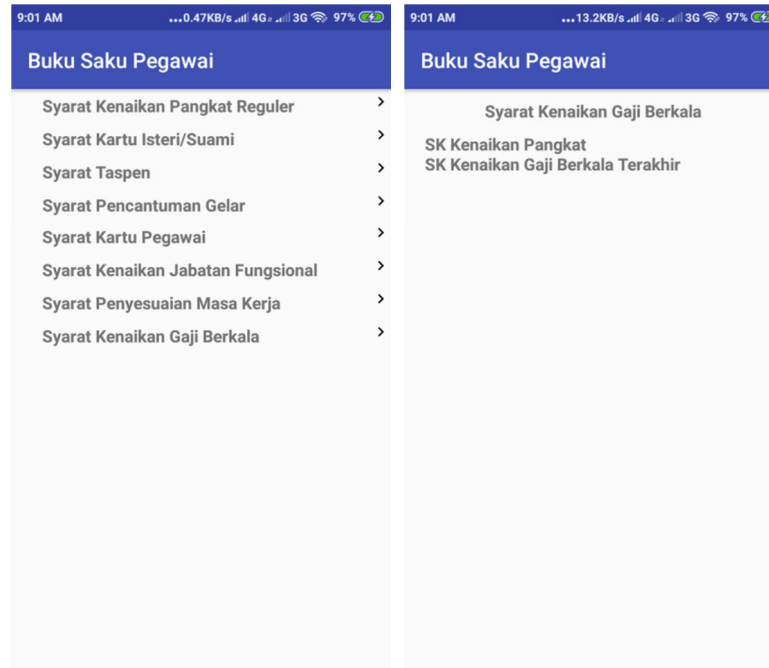 9:01 AM ...0.47KB/s 4G 3G 97%
Buku Saku Pegawai
Syarat Kenaikan Pangkat Reguler
Syarat Kartu Isteri/Suami
Syarat Taspen
Syarat Pencantuman Gelar
Syarat Kartu Pegawai
Syarat Kenaikan Jabatan Fungsional
Syarat Penyesuaian Masa Kerja
Syarat Kenaikan Gaji Berkala
9:01 AM ...13.2KB/s 4G 3G 97%
Buku Saku Pegawai
Syarat Kenaikan Gaji Berkala
SK Kenaikan Pangkat
SK Kenaikan Gaji Berkala Terakhir